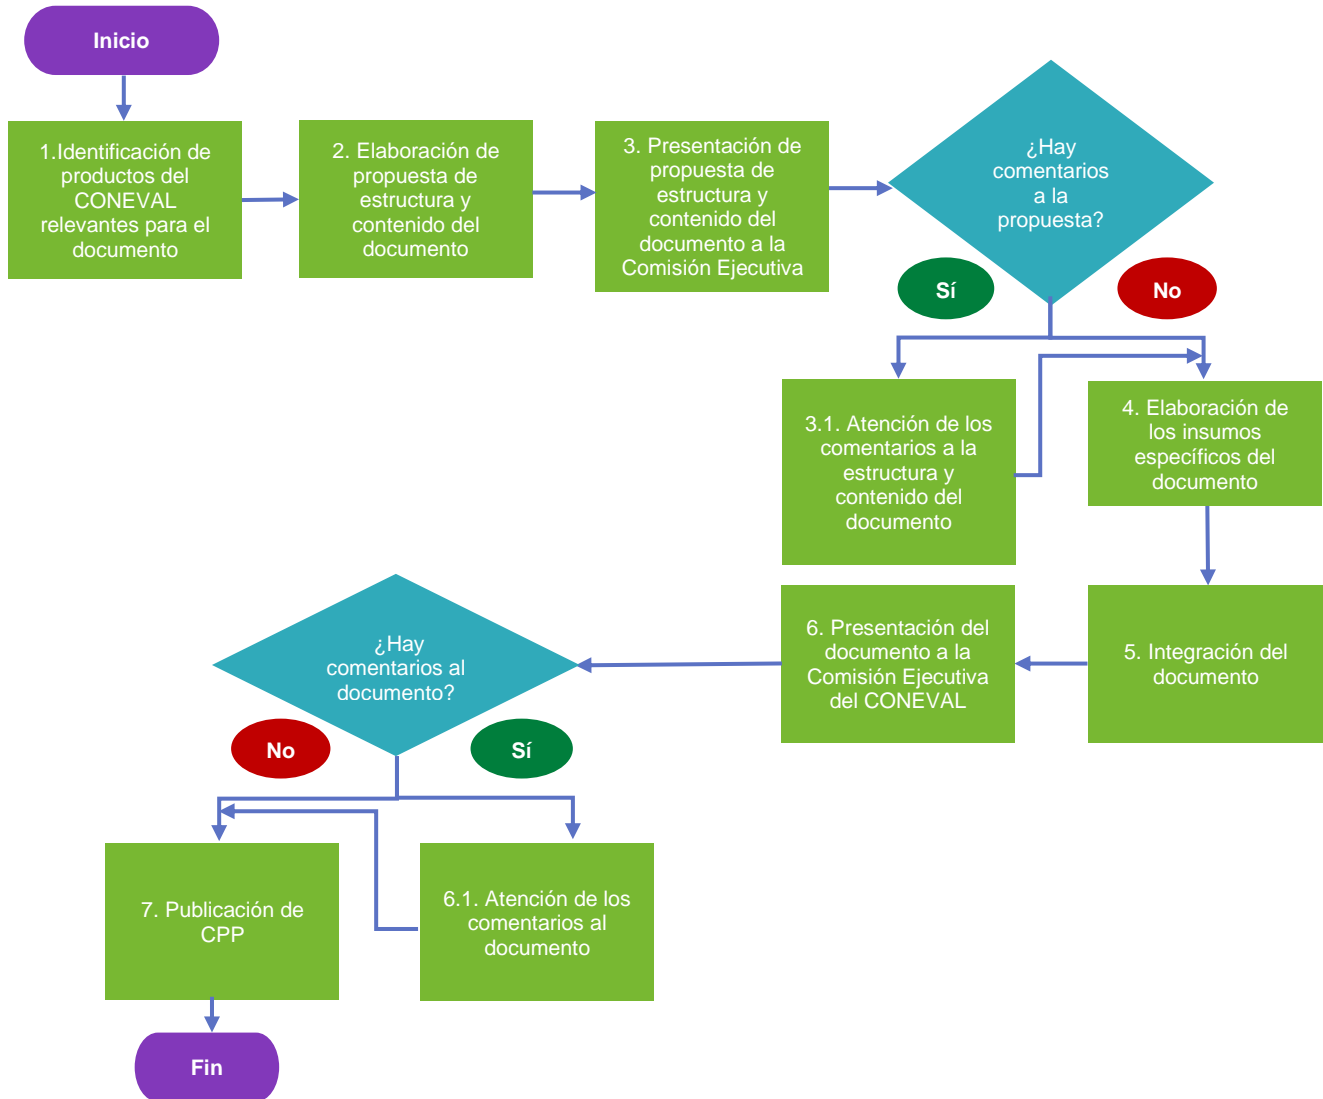 Inicio
1.Identificación de
productos del
CONEVAL
relevantes para el
documento
2. Elaboración de
propuesta de
estructura y
contenido del
documento
3. Presentación de
propuesta de
estructura y
contenido del
documento a la
Comisión Ejecutiva
¿Hay
comentarios
a la
propuesta?
Sí
No
3.1. Atención de los
comentarios a la
estructura y
contenido del
documento
4. Elaboración de
los insumos
específicos del
documento
5. Integración del
documento
6. Presentación del
documento a la
Comisión Ejecutiva
del CONEVAL
¿Hay
comentarios al
documento?
No
Sí
7. Publicación de
CPP
6.1. Atención de los
comentarios al
documento
Fin